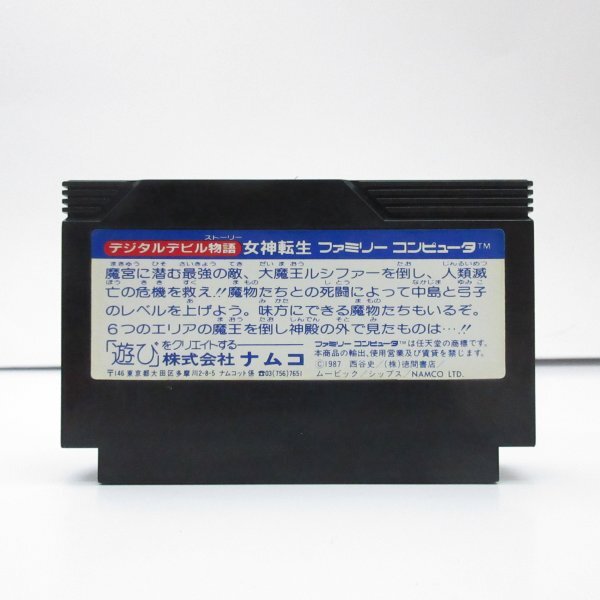 デジタルデビル物語 女神転生 ファミリー コンピュータ™
魔宮に潜む最強の敵、大魔王ルシファーを倒し、人類滅
亡の危機を救え!!魔物たちとの死闘によって中島と弓子
のレベルを上げよう。味方にできる魔物たちもいるぞ。
6つのエリアの魔王を倒し神殿の外で見たものは…!!
「遊び」をクリエイトする
株式会社 ナムコ
〒146 東京都大田区多摩川2-8-5 ナムコット係 ☎03(756)7651
ファミリー コンピュータ™は任天堂の商標です。
本商品の輸出、使用営業及び賃貸を禁じます。
©1987 西谷史/(株)徳間書店/
ムービック/シップス/NAMCO LTD.